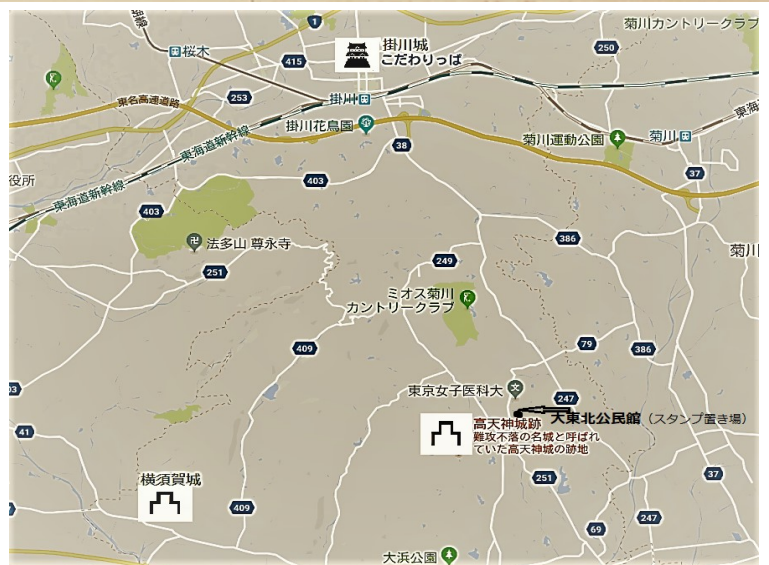 1
菊川カントリークラブ
掛川城
こだわりっぱ
桜木
415
250
東名高速道路
253
掛川
掛川花鳥園
東海道新幹線
菊川運動公園
菊川
38
役所
403
37
東海道新幹線
403
法多山 尊永寺
386
251
249
菊川
ミオス菊川
カントリークラブ
409
79
386
東京女子医科大
247
大東北公民館（スタンプ置き場）
高天神城跡
難攻不落の名城と呼ばれ
ていた高天神城の跡地
41
横須賀城
251
37
409
247
69
大浜公園